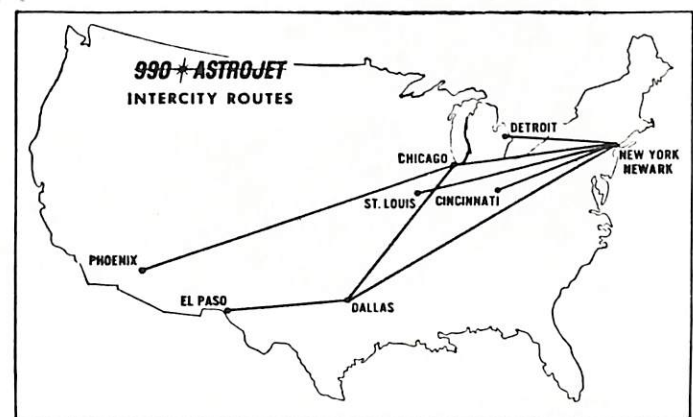 990 ASTROJET
INTERCITY ROUTES
DETROIT
CHICAGO
NEW YORK
NEWARK
ST. LOUIS
CINCINNATI
PHOENIX
EL PASO
DALLAS